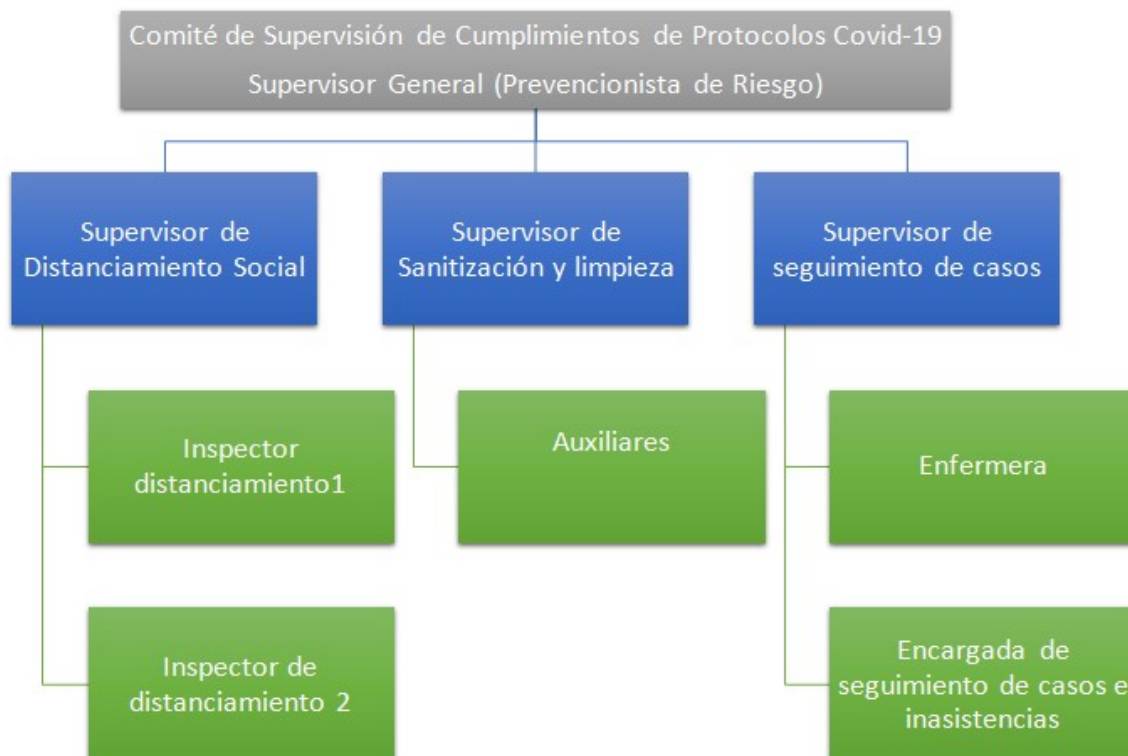 Comité de Supervisión de Cumplimientos de Protocolos Covid-19
Supervisor General (Prevencionista de Riesgo)
Supervisor de
Distanciamiento Social
Supervisor de
Sanitización y limpieza
Supervisor de
seguimiento de casos
Inspector
distanciamiento1
Auxiliares
Enfermera
Inspector de
distanciamiento 2
Encargada de
seguimiento de casos e
inasistencias